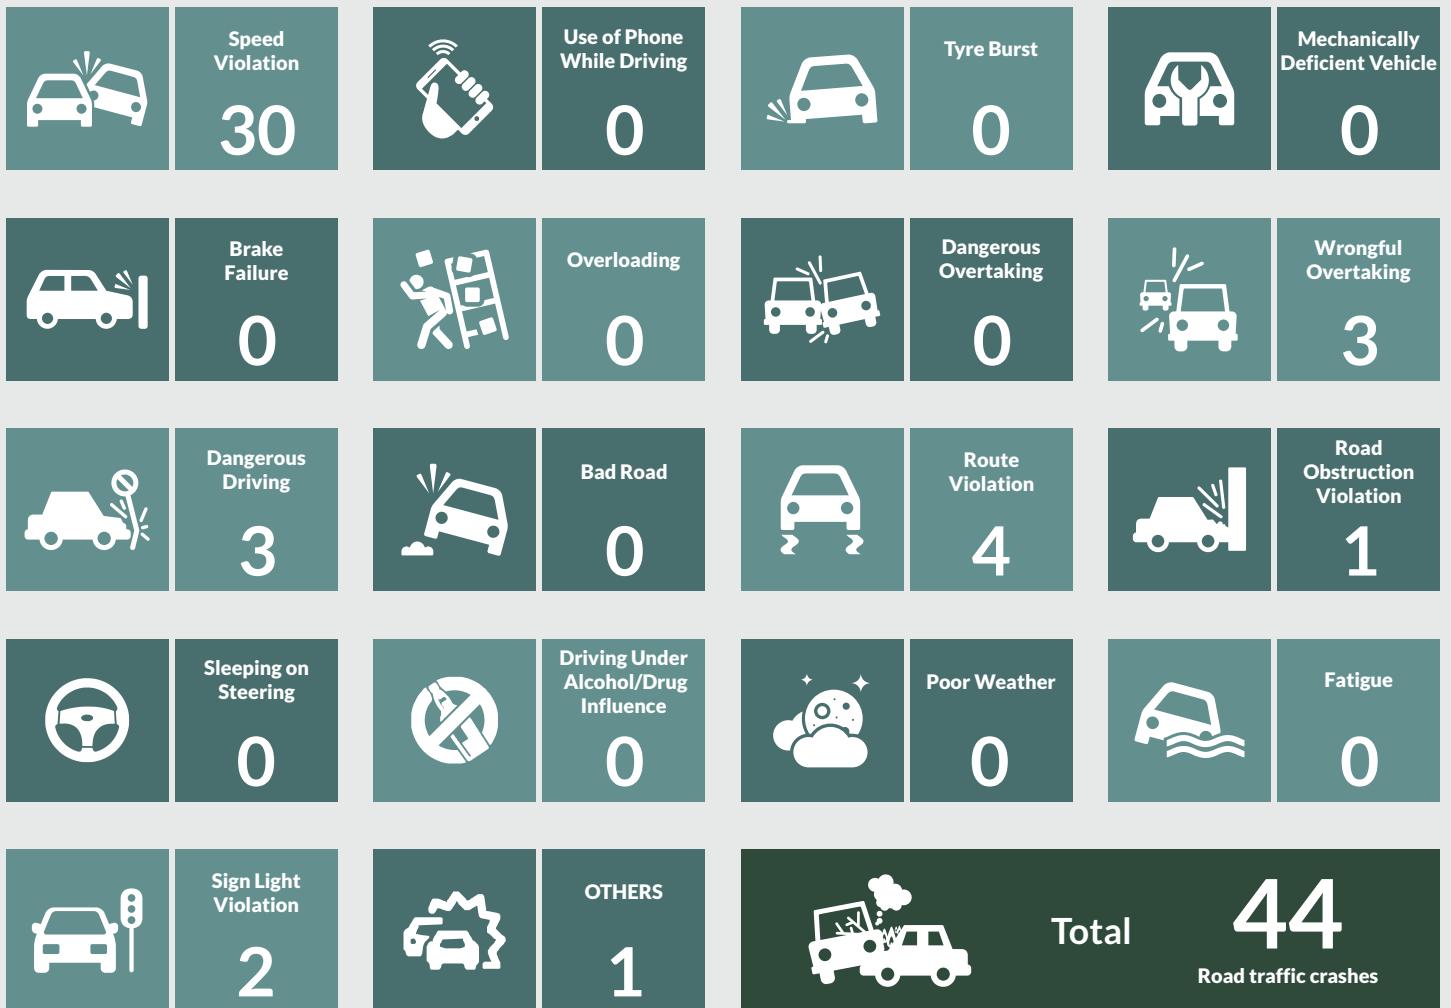 Speed
Violation
30
Use of Phone
While Driving
0
Tyre Burst
0
Mechanically
Deficient Vehicle
0
Brake
Failure
0
Overloading
0
Dangerous
Overtaking
0
Wrongful
Overtaking
3
Dangerous
Driving
3
Bad Road
0
Route
Violation
4
Road
Obstruction
Violation
1
Sleeping on
Steering
0
Driving Under
Alcohol/Drug
Influence
0
Poor Weather
0
Fatigue
0
Sign Light
Violation
2
OTHERS
1
Total
44
Road traffic crashes